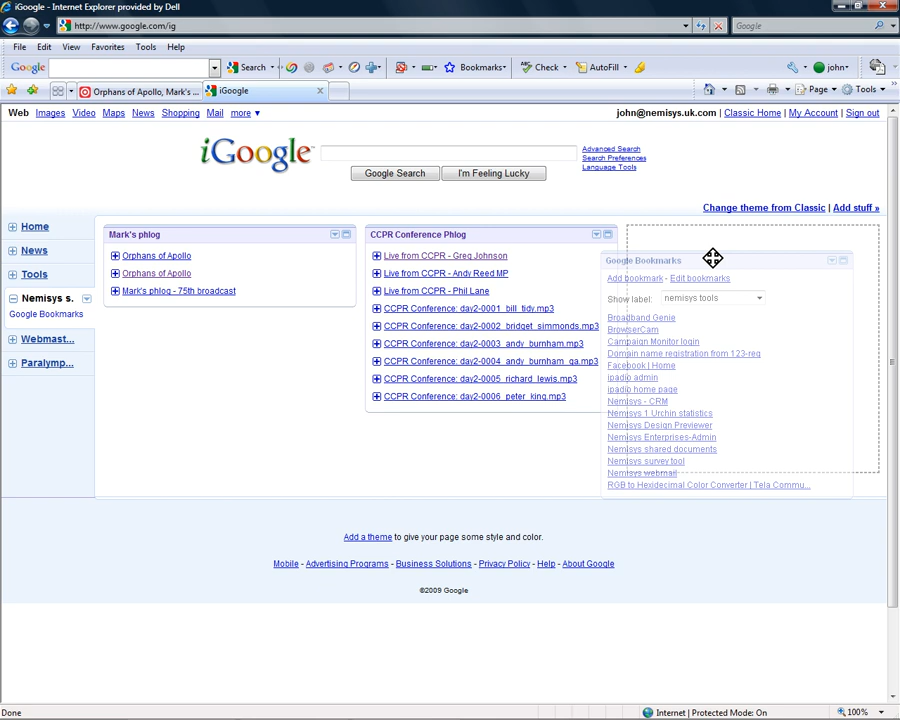 iGoogle - Internet Explorer provided by Dell
http://www.google.com/ig
Google
File Edit View Favorites Tools Help
Google Search Bookmarks Check AutoFill john
Orphans of Apollo, Mark's ... iGoogle Page Tools
Web Images Video Maps News Shopping Mail more ▼
john@nemisys.uk.com | Classic Home | My Account | Sign out
iGoogle™
Advanced Search
Search Preferences
Language Tools
Google Search I'm Feeling Lucky
Change theme from Classic | Add stuff »
Home
News
Tools
Nemisys s.
Google Bookmarks
Webmast...
Paralymp...
Mark's phlog
Orphans of Apollo
Orphans of Apollo
Mark's phlog - 75th broadcast
CCPR Conference Phlog
Live from CCPR - Greg Johnson
Live from CCPR - Andy Reed MP
Live from CCPR - Phil Lane
CCPR Conference: day2-0001_bill_tidy.mp3
CCPR Conference: day2-0002_bridget_simmonds.mp3
CCPR Conference: day2-0003_andy_burnham.mp3
CCPR Conference: day2-0004_andy_burnham_qa.mp3
CCPR Conference: day2-0005_richard_lewis.mp3
CCPR Conference: day2-0006_peter_king.mp3
Google Bookmarks
Add bookmark - Edit bookmarks
Show label: nemisys tools
Broadband Genie
BrowserCam
Campaign Monitor login
Domain name registration from 123-reg
Facebook | Home
ipadio admin
ipadio home page
Nemisys - CRM
Nemisys 1 Urchin statistics
Nemisys Design Previewer
Nemisys Enterprises-Admin
Nemisys shared documents
Nemisys survey tool
Nemisys webmail
RGB to Hexidecimal Color Converter | Tela Commu...
Add a theme to give your page some style and color.
Mobile - Advertising Programs - Business Solutions - Privacy Policy - Help - About Google
©2009 Google
Done
Internet | Protected Mode: On
100%